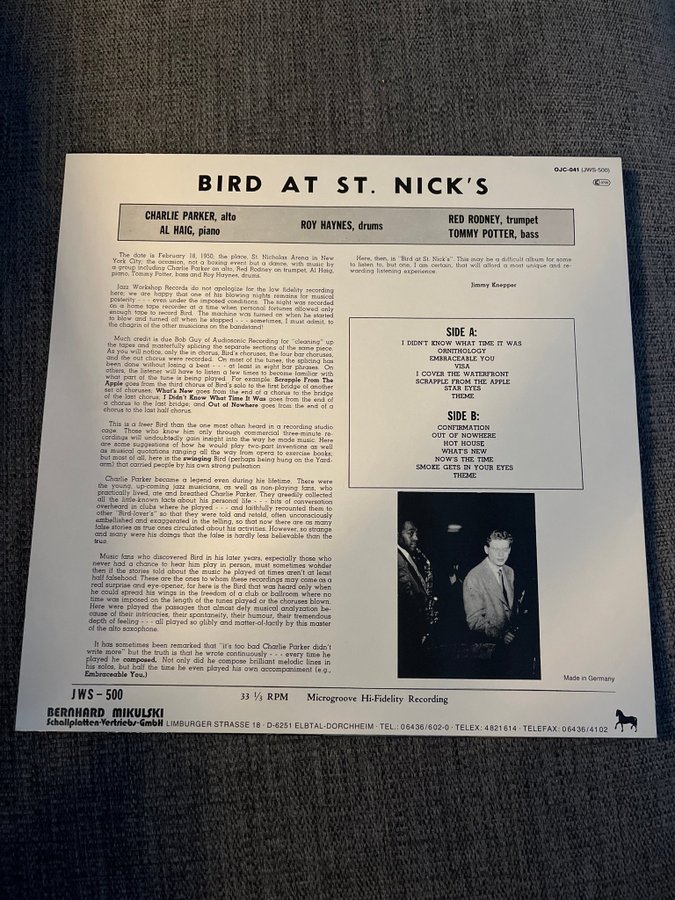 OJC-041 (JWS-500)
BIRD AT ST. NICK'S
CHARLIE PARKER, alto
AL HAIG, piano
ROY HAYNES, drums
RED RODNEY, trumpet
TOMMY POTTER, bass
The date is February 18, 1950; the place, St. Nicholas Arena in New
York City; the occasion, not a boxing event but a dance, with music by
a group including Charlie Parker on alto, Red Rodney on trumpet, Al Haig,
piano, Tommy Potter, bass and Roy Haynes, drums.
Jazz Workshop Records do not apologize for the low fidelity recording
here; we are happy that one of his blowing nights remains for musical
posterity - - - even under the imposed conditions. The night was recorded
on a home tape recorder at a time when personal fortunes allowed only
enough tape to record Bird. The machine was turned on when he started
to blow and turned off when he stopped - - - sometimes, I must admit, to
the chagrin of the other musicians on the bandstand!
Much credit is due Bob Guy of Audiosonic Recording for "cleaning" up
the tapes and masterfully splicing the separate sections of the same piece.
As you will notice, only the in chorus, Bird's choruses, the four bar choruses,
and the out chorus were recorded. On most of the tunes, the splicing has
been done without losing a beat - - - at least in eight bar phrases. On
others, the listener will have to listen a few times to become familiar with
what part of the tune is being played. For example: Scrapple From The
Apple goes from the third chorus of Bird's solo to the first bridge of another
set of choruses; What's New goes from the end of a chorus to the bridge
of the last chorus; I Didn't Know What Time It Was goes from the end of
a chorus to the last bridge; and Out of Nowhere goes from the end of a
chorus to the last half chorus.
This is a freer Bird than the one most often heard in a recording studio
cage. Those who know him only through commercial three-minute re-
cordings will undoubtedly gain insight into the way he made music. Here
are some suggestions of how he would play two-part inventions as well
as musical quotations ranging all the way from opera to exercise books;
but most of all, here is the swinging Bird (perhaps being hung on the Yard-
arm) that carried people by his own strong pulsation.
Charlie Parker became a legend even during his lifetime. There were
the young, up-coming jazz musicians, as well as non-playing fans, who
practically lived, ate and breathed Charlie Parker. They greedily collected
all the little-known facts about his personal life - - - bits of conversation
overheard in clubs where he played - - - and faithfully recounted them to
other "Bird-lover's" so that they were told and retold, often unconsciously
embellished and exaggerated in the telling, so that now there are as many
false stories as true ones circulated about his activities. However, so strange
and many were his doings that the false is hardly less believable than the
true.
Music fans who discovered Bird in his later years, especially those who
never had a chance to hear him play in person, must sometimes wonder
then if the stories told about the music he played at times aren't at least
half falsehood. These are the ones to whom these recordings may come as a
real surprise and eye-opener, for here is the Bird that was heard only when
he could spread his wings in the freedom of a club or ballroom where no
time was imposed on the length of the tunes played or the choruses blown.
Here were played the passages that almost defy musical analyzation be-
cause of their intricacies, their spontaneity, their humour, their tremendous
depth of feeling - - - all played so glibly and matter-of-factly by this master
of the alto saxophone.
It has sometimes been remarked that "it's too bad Charlie Parker didn't
write more" but the truth is that he wrote continuously - - - every time he
played he composed. Not only did he compose brilliant melodic lines in
his solos, but half the time he even played his own accompaniment (e.g.,
Embraceable You.)
Here, then, is "Bird at St. Nick's". This may be a difficult album for some
to listen to, but one, I am certain, that will afford a most unique and re-
warding listening experience.
Jimmy Knepper
SIDE A:
I DIDN'T KNOW WHAT TIME IT WAS
ORNITHOLOGY
EMBRACEABLE YOU
VISA
I COVER THE WATERFRONT
SCRAPPLE FROM THE APPLE
STAR EYES
THEME
SIDE B:
CONFIRMATION
OUT OF NOWHERE
HOT HOUSE
WHAT'S NEW
NOW'S THE TIME
SMOKE GETS IN YOUR EYES
THEME
Made in Germany
JWS - 500
33 ⅓ RPM Microgroove Hi-Fidelity Recording
BERNHARD MIKULSKI
Schallplatten-Vertriebs-GmbH LIMBURGER STRASSE 18 · D-6251 ELBTAL-DORCHHEIM · TEL.: 06436/602-0 · TELEX: 4821614 · TELEFAX: 06436/4102